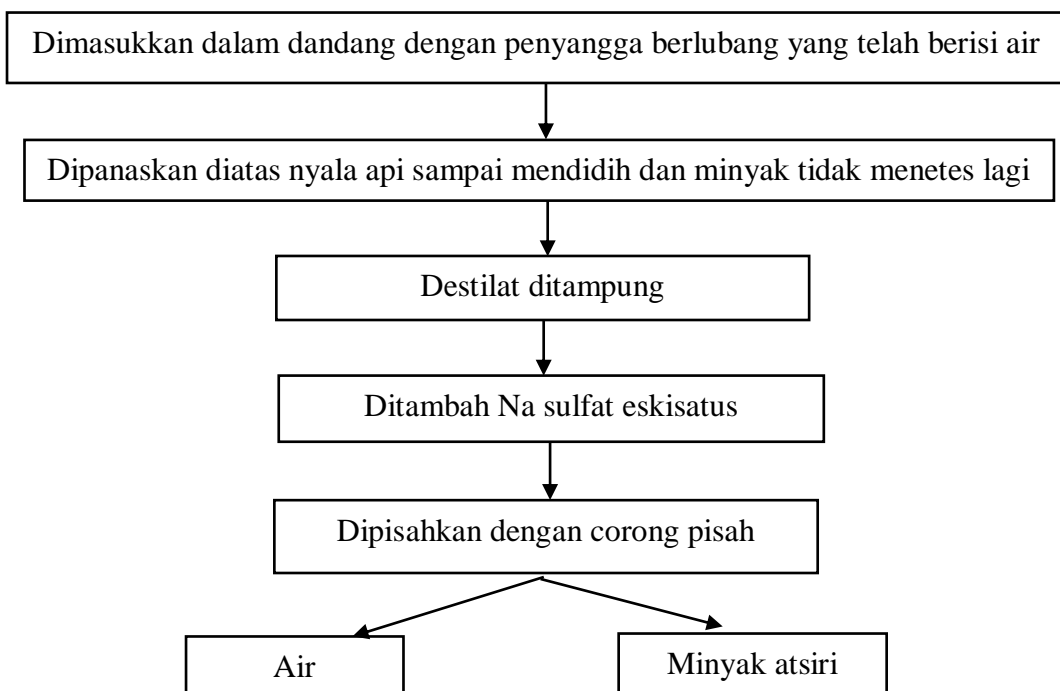 Dimasukkan dalam dandang dengan penyangga berlubang yang telah berisi air
Dipanaskan diatas nyala api sampai mendidih dan minyak tidak menetes lagi
Destilat ditampung
Ditambah Na sulfat eskisatus
Dipisahkan dengan corong pisah
Air
Minyak atsiri